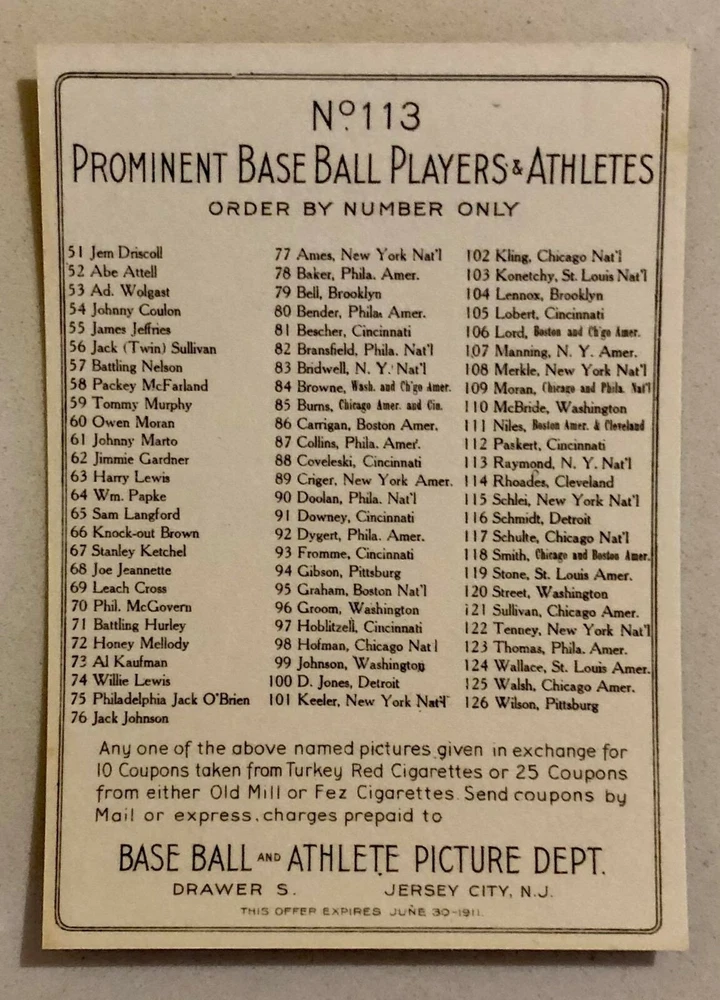 No. 113
PROMINENT BASE BALL PLAYERS & ATHLETES
ORDER BY NUMBER ONLY
51 Jem Driscoll
52 Abe Attell
53 Ad. Wolgast
54 Johnny Coulon
55 James Jeffries
56 Jack (Twin) Sullivan
57 Battling Nelson
58 Packey McFarland
59 Tommy Murphy
60 Owen Moran
61 Johnny Marto
62 Jimmie Gardner
63 Harry Lewis
64 Wm. Papke
65 Sam Langford
66 Knock-out Brown
67 Stanley Ketchel
68 Joe Jeannette
69 Leach Cross
70 Phil. McGovern
71 Battling Hurley
72 Honey Mellody
73 Al Kaufman
74 Willie Lewis
75 Philadelphia Jack O'Brien
76 Jack Johnson
77 Ames, New York Nat'l
78 Baker, Phila. Amer.
79 Bell, Brooklyn
80 Bender, Phila. Amer.
81 Bescher, Cincinnati
82 Bransfield, Phila. Nat'l
83 Bridwell, N. Y. Nat'l
84 Browne, Wash. and Ch'go Amer.
85 Burns, Chicago Amer. and Cin.
86 Carrigan, Boston Amer.
87 Collins, Phila. Amer.
88 Coveleski, Cincinnati
89 Criger, New York Amer.
90 Doolan, Phila. Nat'l
91 Downey, Cincinnati
92 Dygert, Phila. Amer.
93 Fromme, Cincinnati
94 Gibson, Pittsburg
95 Graham, Boston Nat'l
96 Groom, Washington
97 Hoblitzell, Cincinnati
98 Hofman, Chicago Nat'l
99 Johnson, Washington
100 D. Jones, Detroit
101 Keeler, New York Nat'l
102 Kling, Chicago Nat'l
103 Konetchy, St. Louis Nat'l
104 Lennox, Brooklyn
105 Lobert, Cincinnati
106 Lord, Boston and Ch'go Amer.
107 Manning, N. Y. Amer.
108 Merkle, New York Nat'l
109 Moran, Chicago and Phila. Nat'l
110 McBride, Washington
111 Niles, Boston Amer. & Cleveland
112 Paskert, Cincinnati
113 Raymond, N. Y. Nat'l
114 Rhoades, Cleveland
115 Schlei, New York Nat'l
116 Schmidt, Detroit
117 Schulte, Chicago Nat'l
118 Smith, Chicago and Boston Amer.
119 Stone, St. Louis Amer.
120 Street, Washington
121 Sullivan, Chicago Amer.
122 Tenney, New York Nat'l
123 Thomas, Phila. Amer.
124 Wallace, St. Louis Amer.
125 Walsh, Chicago Amer.
126 Wilson, Pittsburg
Any one of the above named pictures given in exchange for
10 Coupons taken from Turkey Red Cigarettes or 25 Coupons
from either Old Mill or Fez Cigarettes. Send coupons by
Mail or express, charges prepaid to
BASE BALL AND ATHLETE PICTURE DEPT.
DRAWER S. JERSEY CITY, N.J.
THIS OFFER EXPIRES JUNE 30-1911.